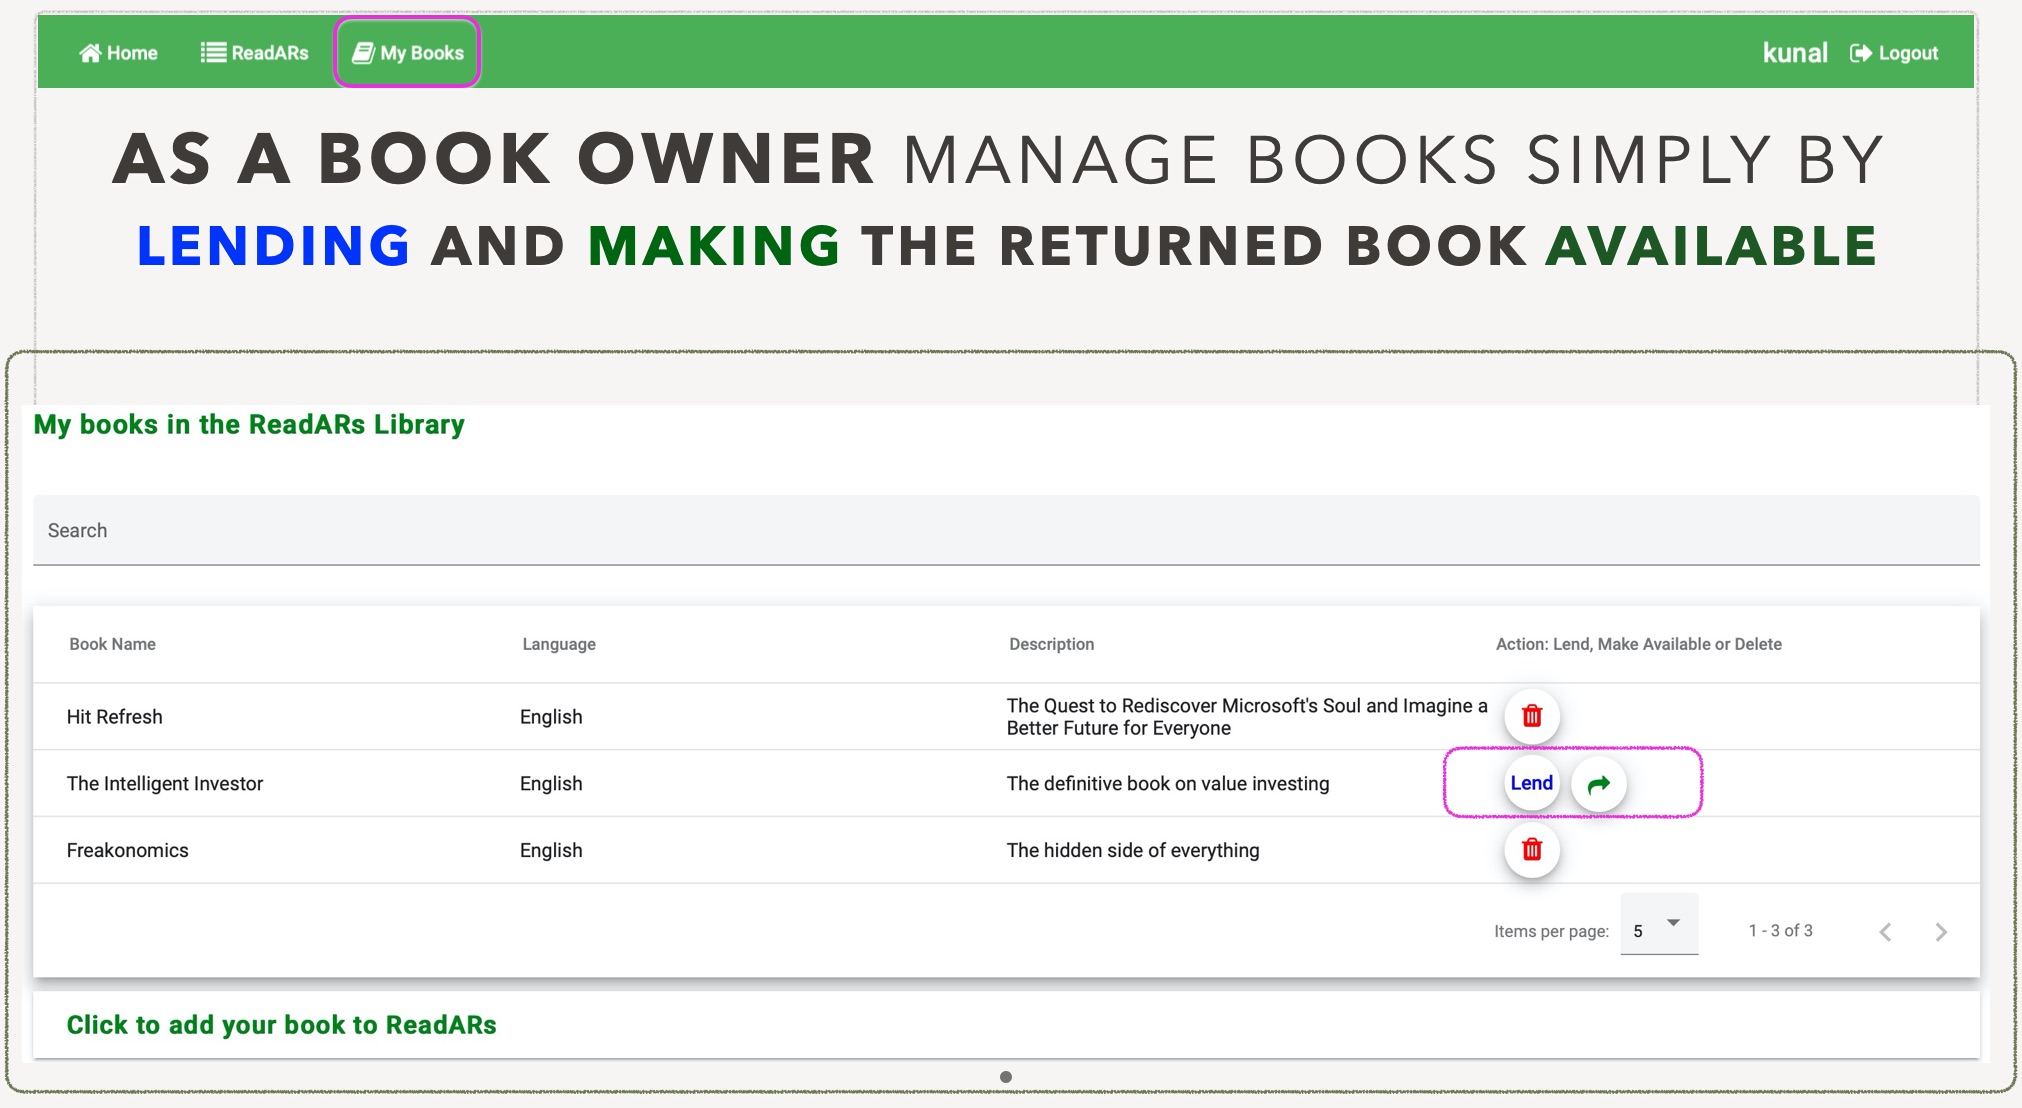 Home ReadARs My Books kunal Logout
AS A BOOK OWNER MANAGE BOOKS SIMPLY BY
LENDING AND MAKING THE RETURNED BOOK AVAILABLE
My books in the ReadARs Library
Search
Book Name Language Description Action: Lend, Make Available or Delete
Hit Refresh English The Quest to Rediscover Microsoft's Soul and Imagine a
Better Future for Everyone
The Intelligent Investor English The definitive book on value investing Lend
Freakonomics English The hidden side of everything
Items per page: 5 1 - 3 of 3
Click to add your book to ReadARs